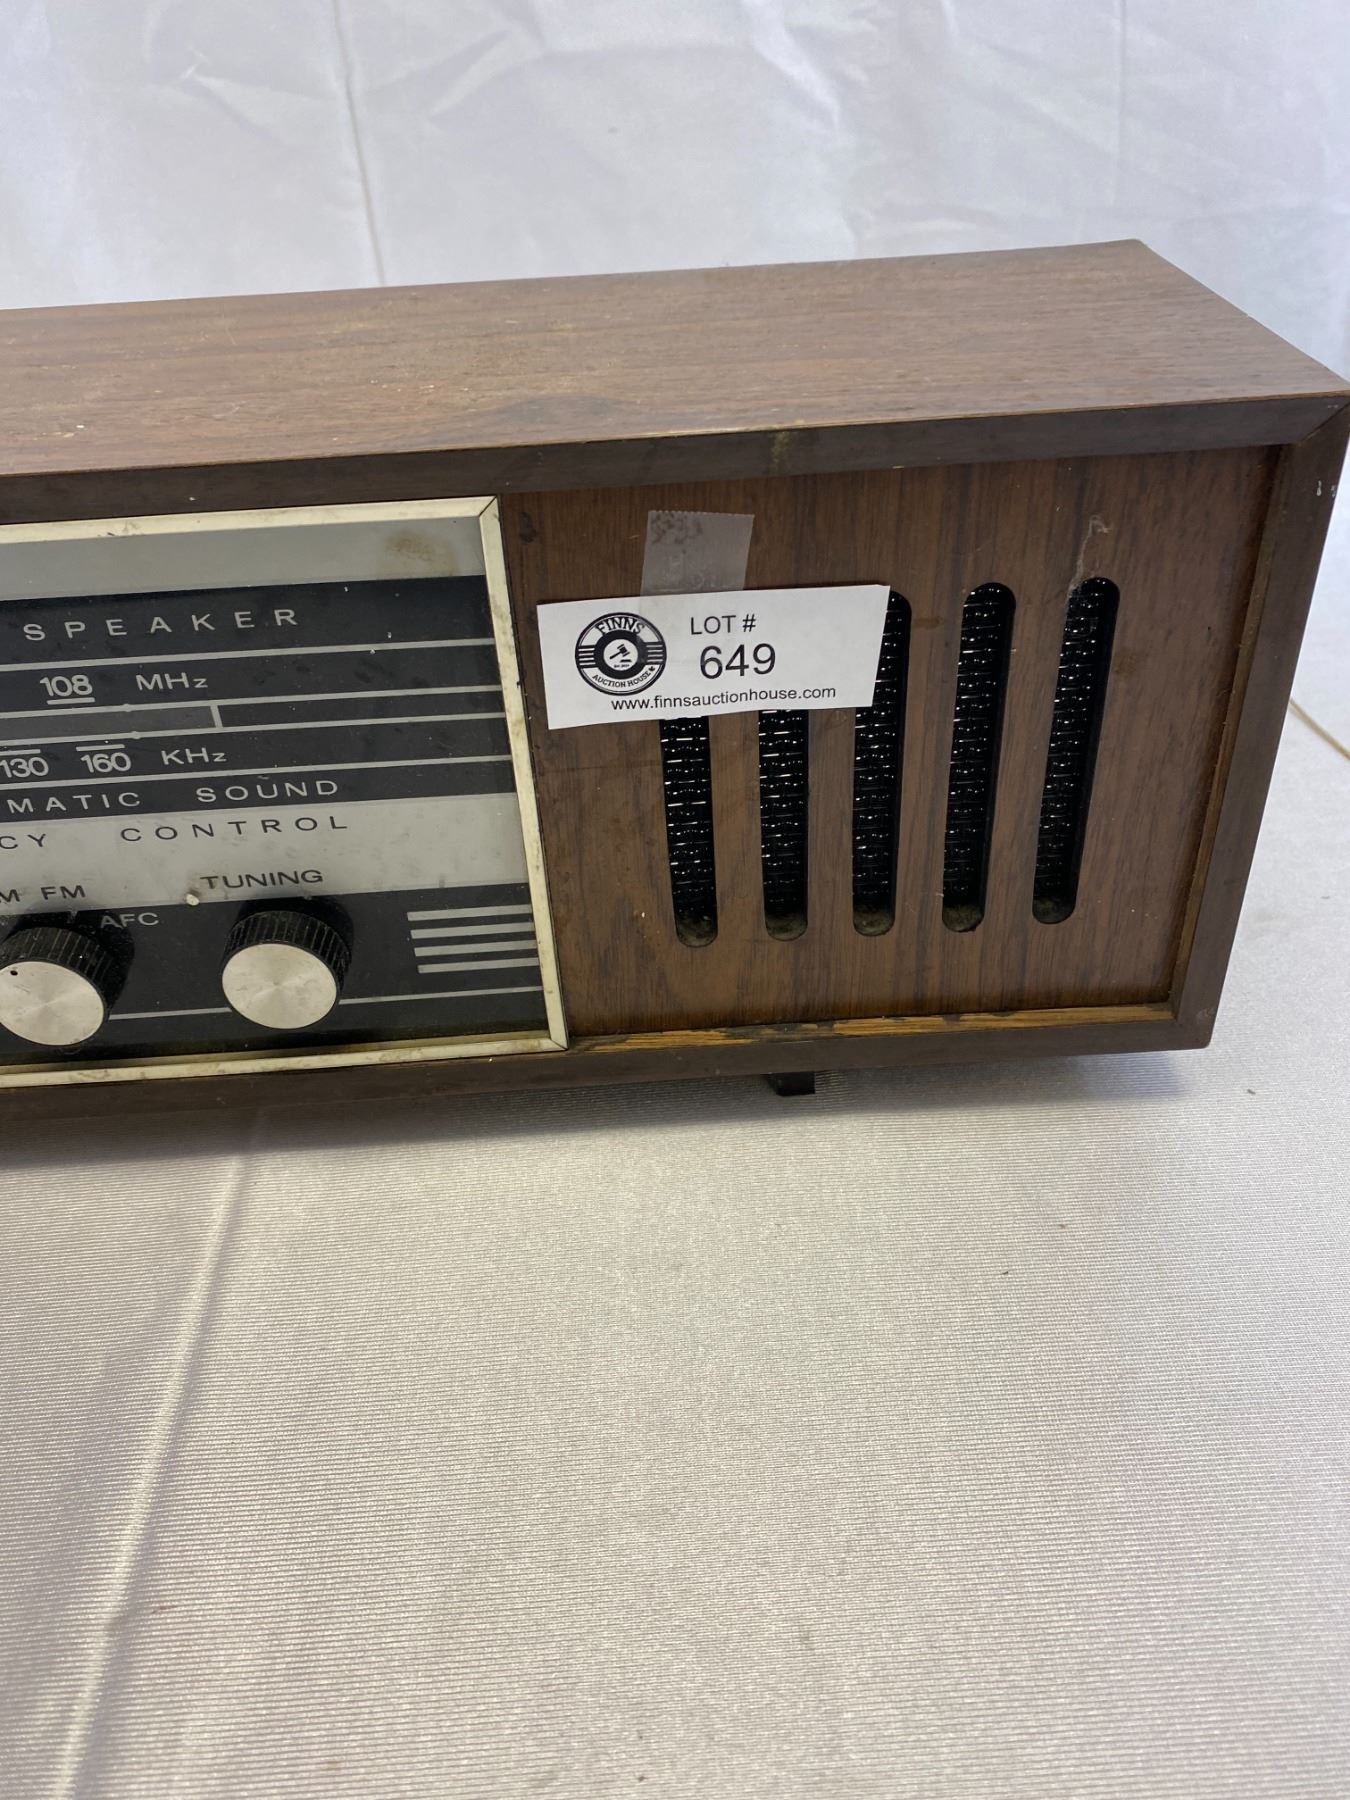 SPEAKER
108 MHz
130 160 KHz
MATIC SOUND
CY CONTROL
M FM TUNING
AFC
FINNS
AUCTION HOUSE
LOT #
649
www.finnsauctionhouse.com